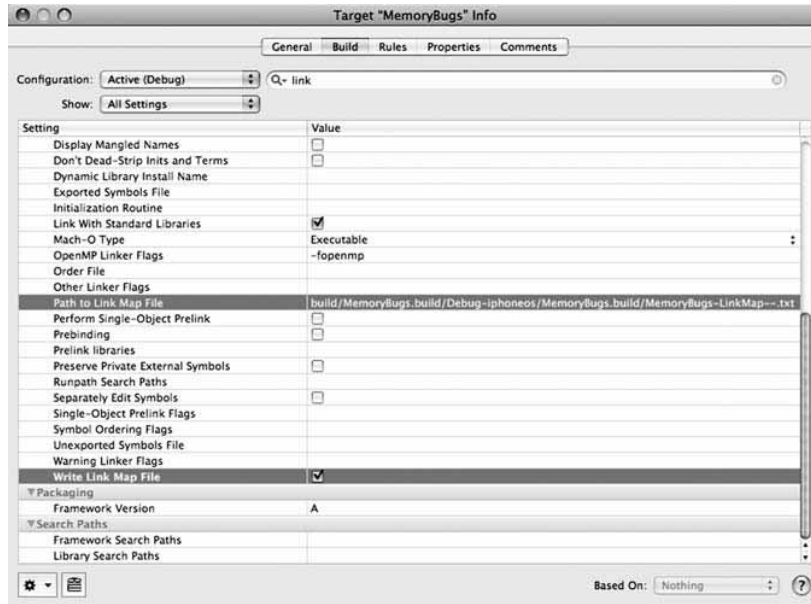 Target "MemoryBugs" Info
General Build Rules Properties Comments
Configuration: Active (Debug) link
Show: All Settings
Setting Value
Display Mangled Names
Don't Dead-Strip Inits and Terms
Dynamic Library Install Name
Exported Symbols File
Initialization Routine
Link With Standard Libraries
Mach-O Type Executable
OpenMP Linker Flags -fopenmp
Order File
Other Linker Flags
Path to Link Map File build/MemoryBugs.build/Debug-iphoneos/MemoryBugs.build/MemoryBugs-LinkMap--.txt
Perform Single-Object Prelink
Prebinding
Prelink libraries
Preserve Private External Symbols
Runpath Search Paths
Separately Edit Symbols
Single-Object Prelink Flags
Symbol Ordering Flags
Unexported Symbols File
Warning Linker Flags
Write Link Map File
Packaging
Framework Version A
Search Paths
Framework Search Paths
Library Search Paths
Based On: Nothing ?